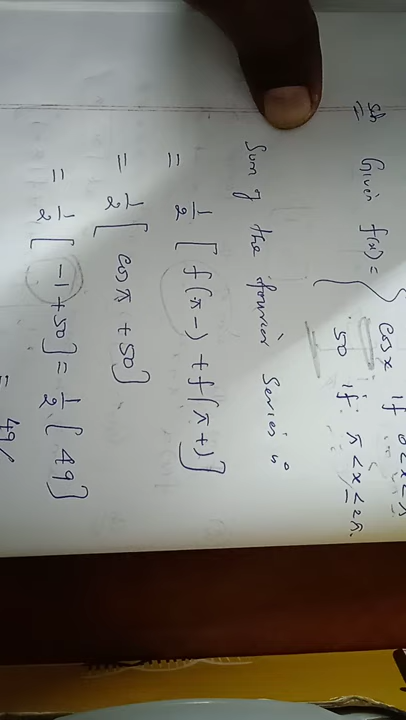 Sol Given f(x) = { cos x if 0 < x < π
50 if π < x < 2π.
Sum of the fourier Series is
= 1/2 [ f(π-) + f(π+) ]
= 1/2 [ cos π + 50 ]
= 1/2 [ -1 + 50 ] = 1/2 [ 49 ]
= 49/